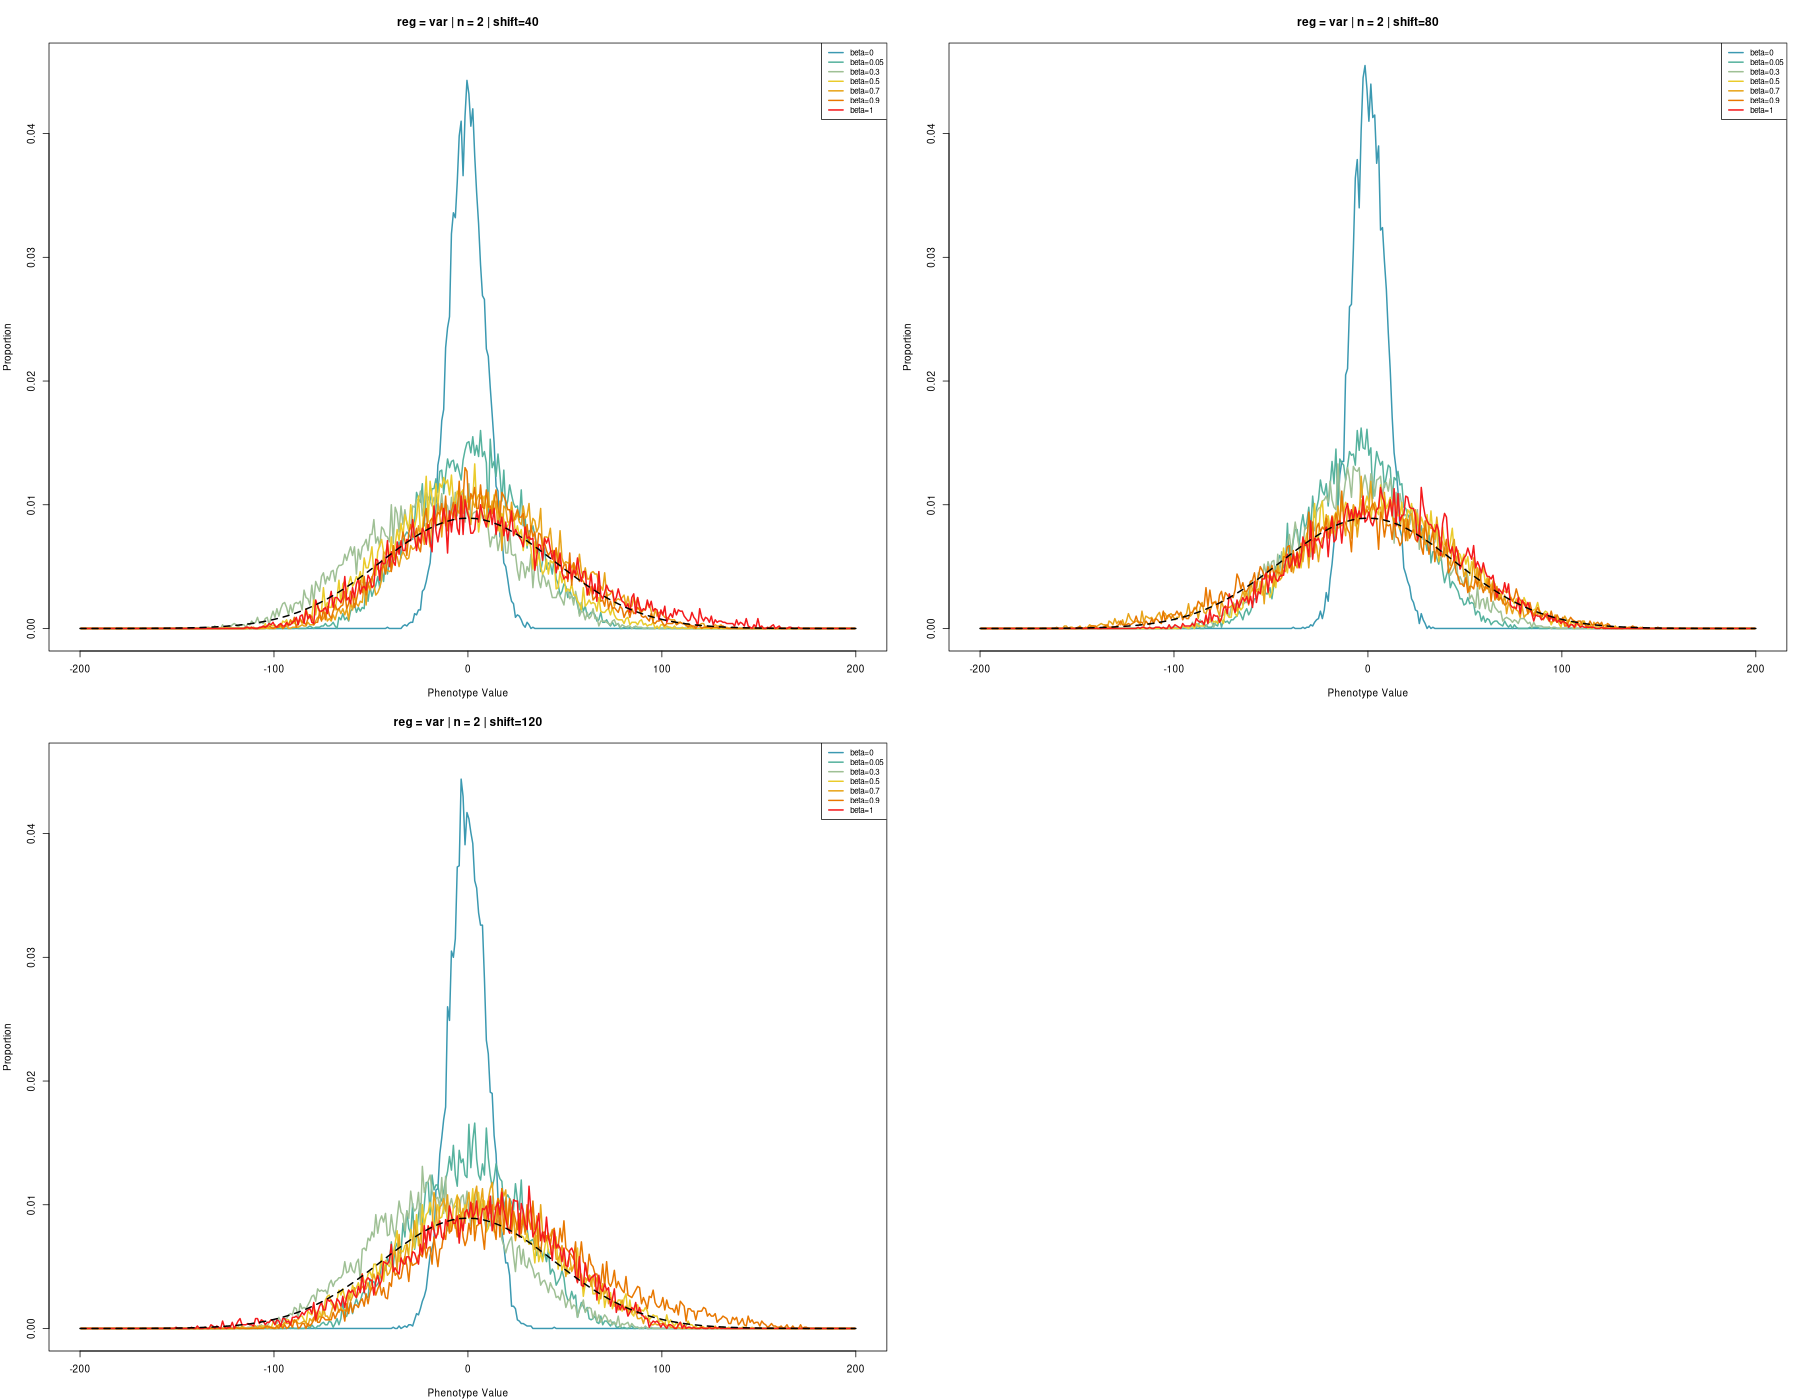 reg = var | n = 2 | shift=40
beta=0
beta=0.05
beta=0.3
beta=0.5
beta=0.7
beta=0.9
beta=1
Proportion
0.04
0.03
0.02
0.01
0.00
-200 -100 0 100 200
Phenotype Value
reg = var | n = 2 | shift=80
beta=0
beta=0.05
beta=0.3
beta=0.5
beta=0.7
beta=0.9
beta=1
Proportion
0.04
0.03
0.02
0.01
0.00
-200 -100 0 100 200
Phenotype Value
reg = var | n = 2 | shift=120
beta=0
beta=0.05
beta=0.3
beta=0.5
beta=0.7
beta=0.9
beta=1
Proportion
0.04
0.03
0.02
0.01
0.00
-200 -100 0 100 200
Phenotype Value